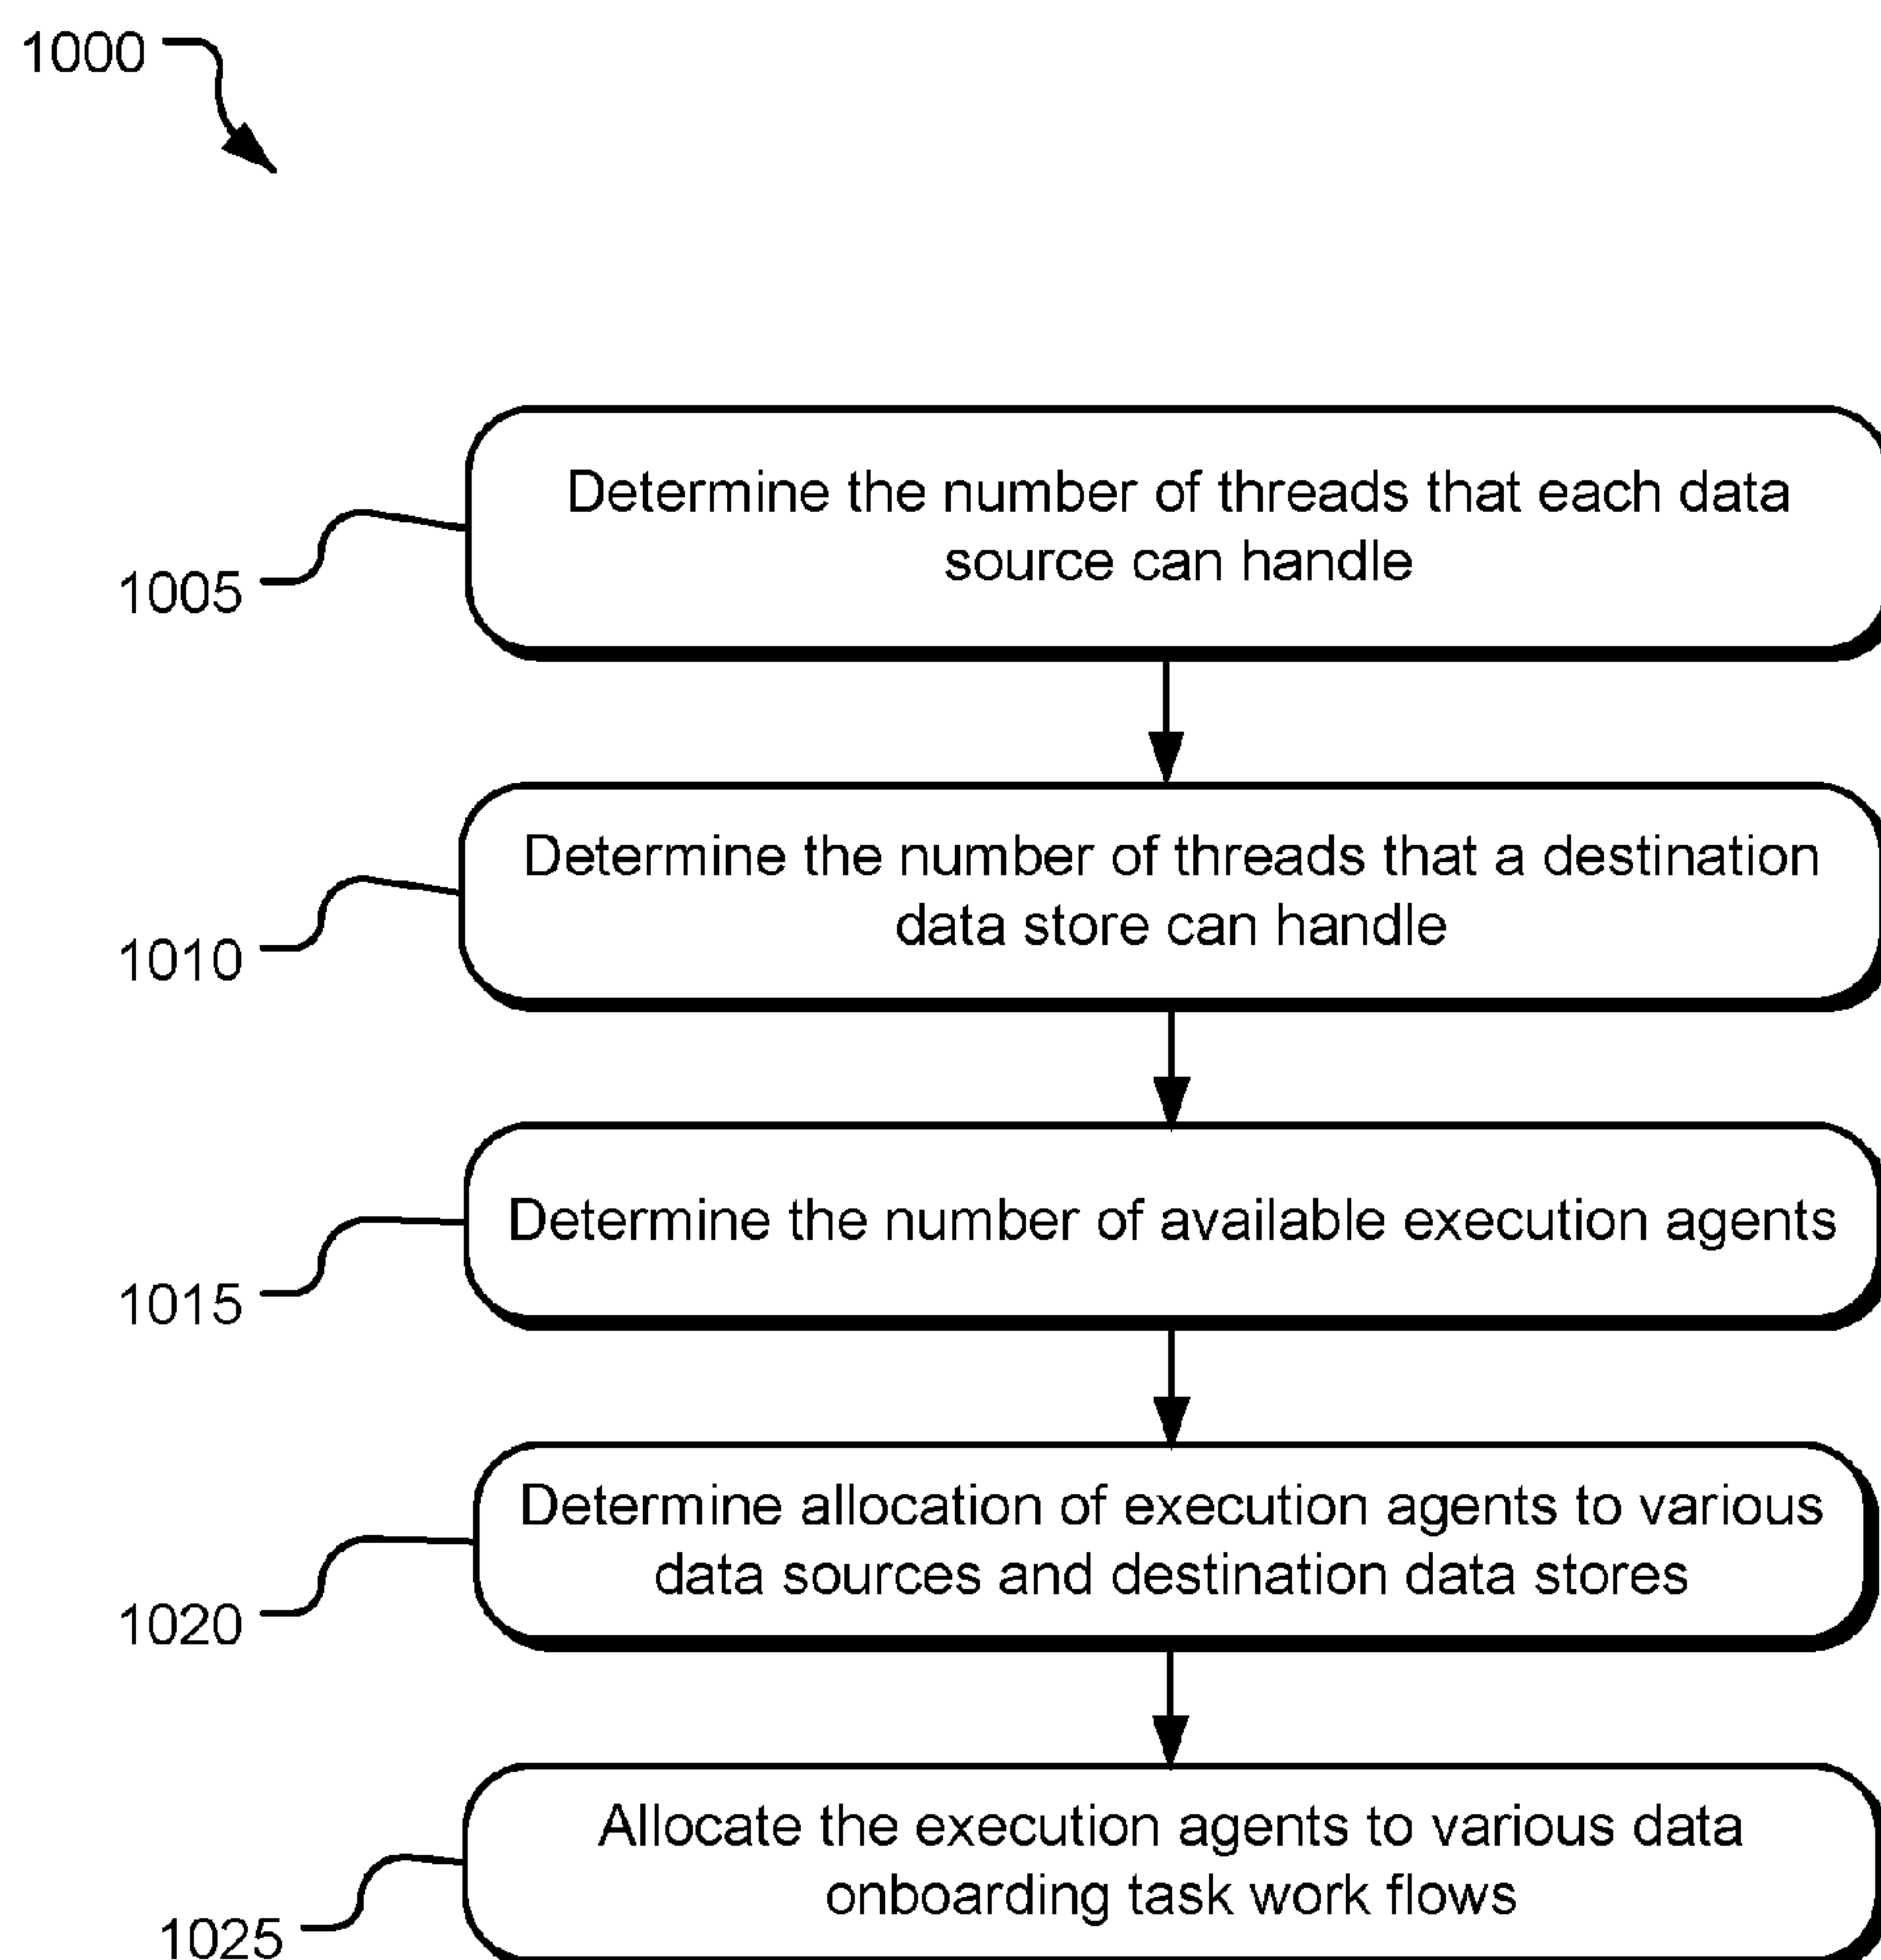 1000
Determine the number of threads that each data
source can handle
1005
Determine the number of threads that a destination
data store can handle
1010
Determine the number of available execution agents
1015
Determine allocation of execution agents to various
data sources and destination data stores
1020
Allocate the execution agents to various data
onboarding task work flows
1025